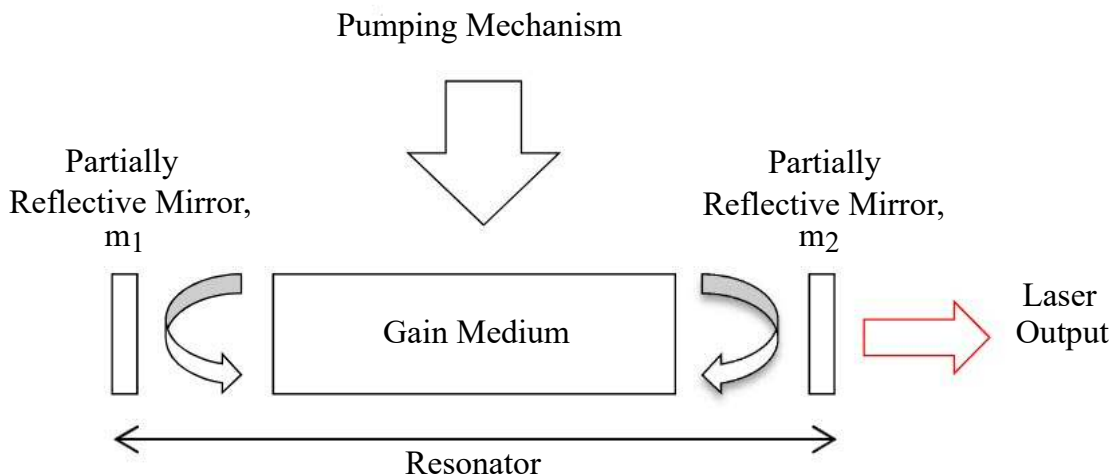 Pumping Mechanism
Partially
Reflective Mirror,
m1
Partially
Reflective Mirror,
m2
Gain Medium
Laser
Output
Resonator